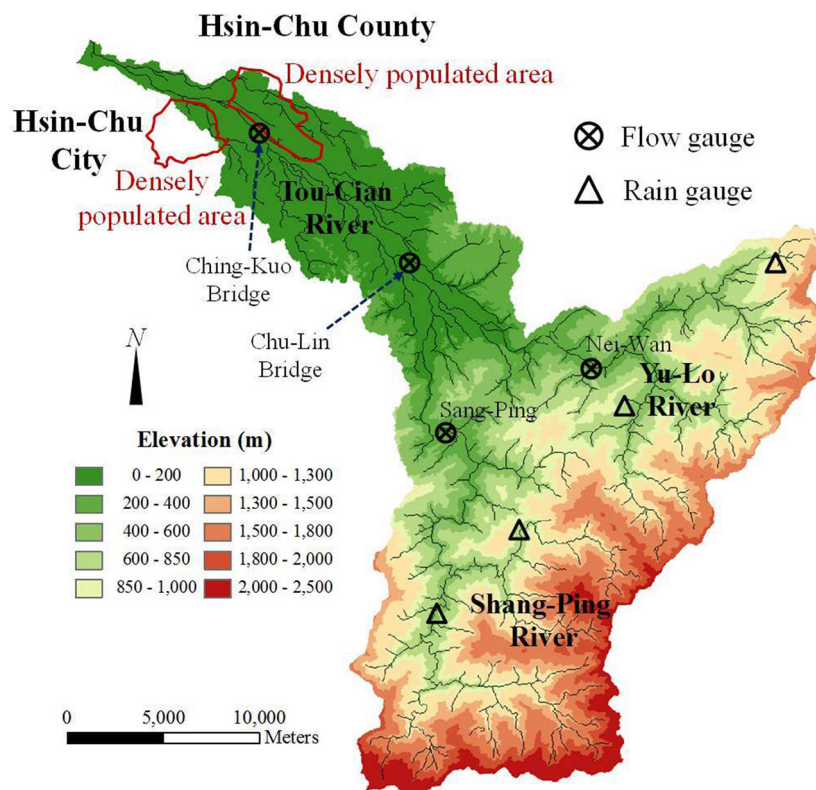 Hsin-Chu County
Densely populated area
Hsin-Chu
City
Densely
populated area
Flow gauge
Rain gauge
Tou-Cian
River
Ching-Kuo
Bridge
Chu-Lin
Bridge
N
Nei-Wan
Yu-Lo
River
Sang-Ping
Elevation (m)
0 - 200
1,000 - 1,300
200 - 400
1,300 - 1,500
400 - 600
1,500 - 1,800
600 - 850
1,800 - 2,000
850 - 1,000
2,000 - 2,500
Shang-Ping
River
0 5,000 10,000
Meters